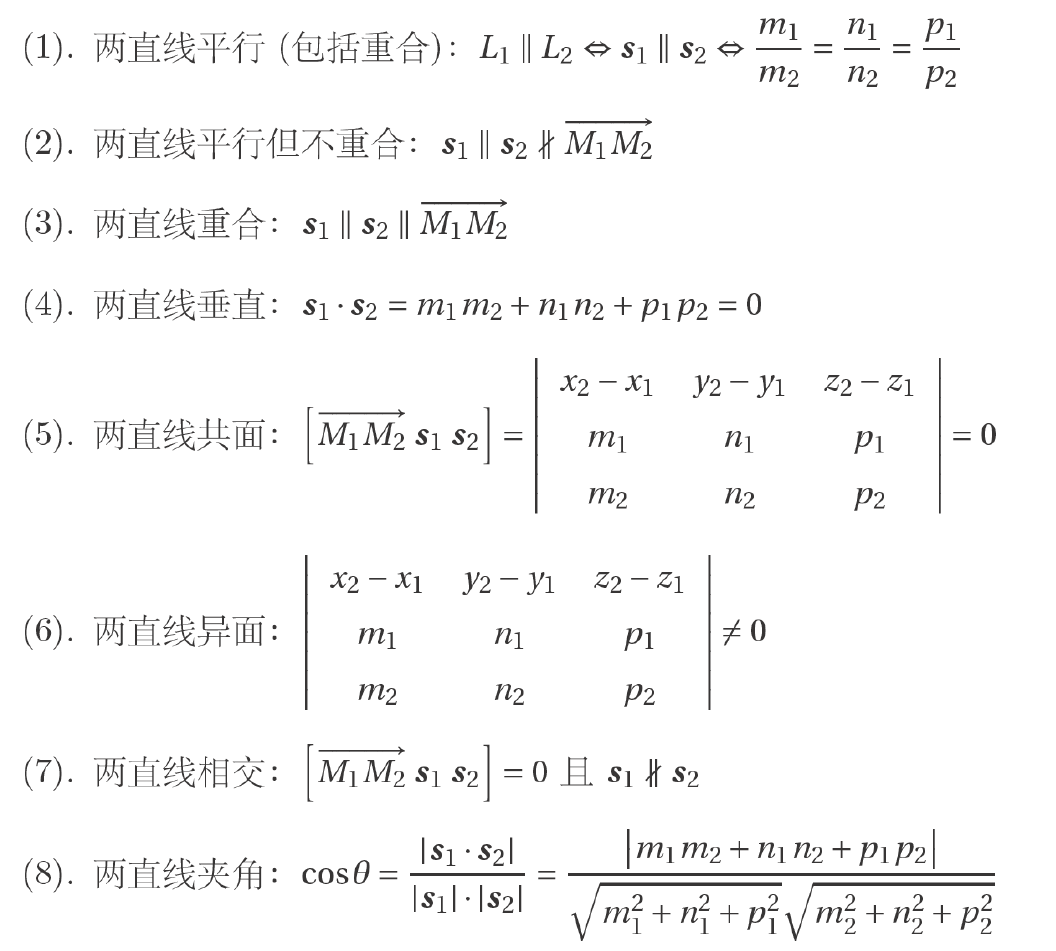 (1). 两直线平行 (包括重合)： $L_1 \parallel L_2 \Leftrightarrow \boldsymbol{s}_1 \parallel \boldsymbol{s}_2 \Leftrightarrow \dfrac{m_1}{m_2} = \dfrac{n_1}{n_2} = \dfrac{p_1}{p_2}$
(2). 两直线平行但不重合： $\boldsymbol{s}_1 \parallel \boldsymbol{s}_2 \nparallel \overrightarrow{M_1M_2}$
(3). 两直线重合： $\boldsymbol{s}_1 \parallel \boldsymbol{s}_2 \parallel \overrightarrow{M_1M_2}$
(4). 两直线垂直： $\boldsymbol{s}_1 \cdot \boldsymbol{s}_2 = m_1m_2 + n_1n_2 + p_1p_2 = 0$
(5). 两直线共面： $\left[\overrightarrow{M_1M_2}\ \boldsymbol{s}_1\ \boldsymbol{s}_2\right] = \begin{vmatrix} x_2-x_1 & y_2-y_1 & z_2-z_1 \\ m_1 & n_1 & p_1 \\ m_2 & n_2 & p_2 \end{vmatrix} = 0$
(6). 两直线异面： $\begin{vmatrix} x_2-x_1 & y_2-y_1 & z_2-z_1 \\ m_1 & n_1 & p_1 \\ m_2 & n_2 & p_2 \end{vmatrix} \neq 0$
(7). 两直线相交： $\left[\overrightarrow{M_1M_2}\ \boldsymbol{s}_1\ \boldsymbol{s}_2\right] = 0$ 且 $\boldsymbol{s}_1 \nparallel \boldsymbol{s}_2$
(8). 两直线夹角： $\cos\theta = \dfrac{|\boldsymbol{s}_1 \cdot \boldsymbol{s}_2|}{|\boldsymbol{s}_1| \cdot |\boldsymbol{s}_2|} = \dfrac{|m_1m_2 + n_1n_2 + p_1p_2|}{\sqrt{m_1^2 + n_1^2 + p_1^2}\sqrt{m_2^2 + n_2^2 + p_2^2}}$